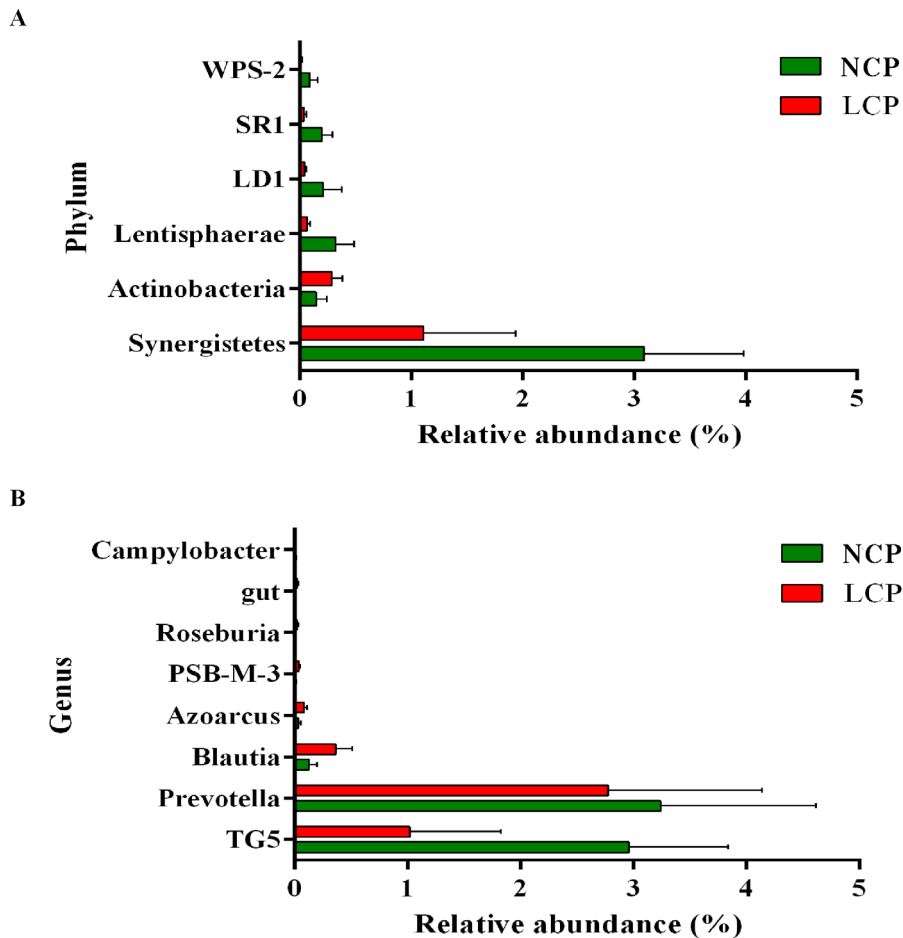 A
WPS-2
SR1
LD1
Lentisphaerae
Actinobacteria
Synergistetes
Phylum
0 1 2 3 4 5
Relative abundance (%)
NCP
LCP
B
Campylobacter
gut
Roseburia
PSB-M-3
Azoarcus
Blautia
Prevotella
TG5
Genus
0 1 2 3 4 5
Relative abundance (%)
NCP
LCP